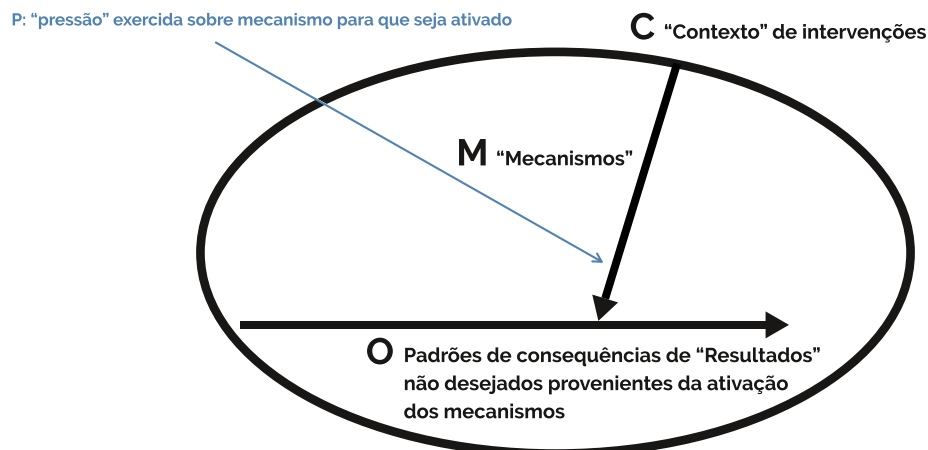 P: “pressão” exercida sobre mecanismo para que seja ativado
C “Contexto” de intervenções
M “Mecanismos”
O Padrões de consequências de “Resultados”
não desejados provenientes da ativação
dos mecanismos